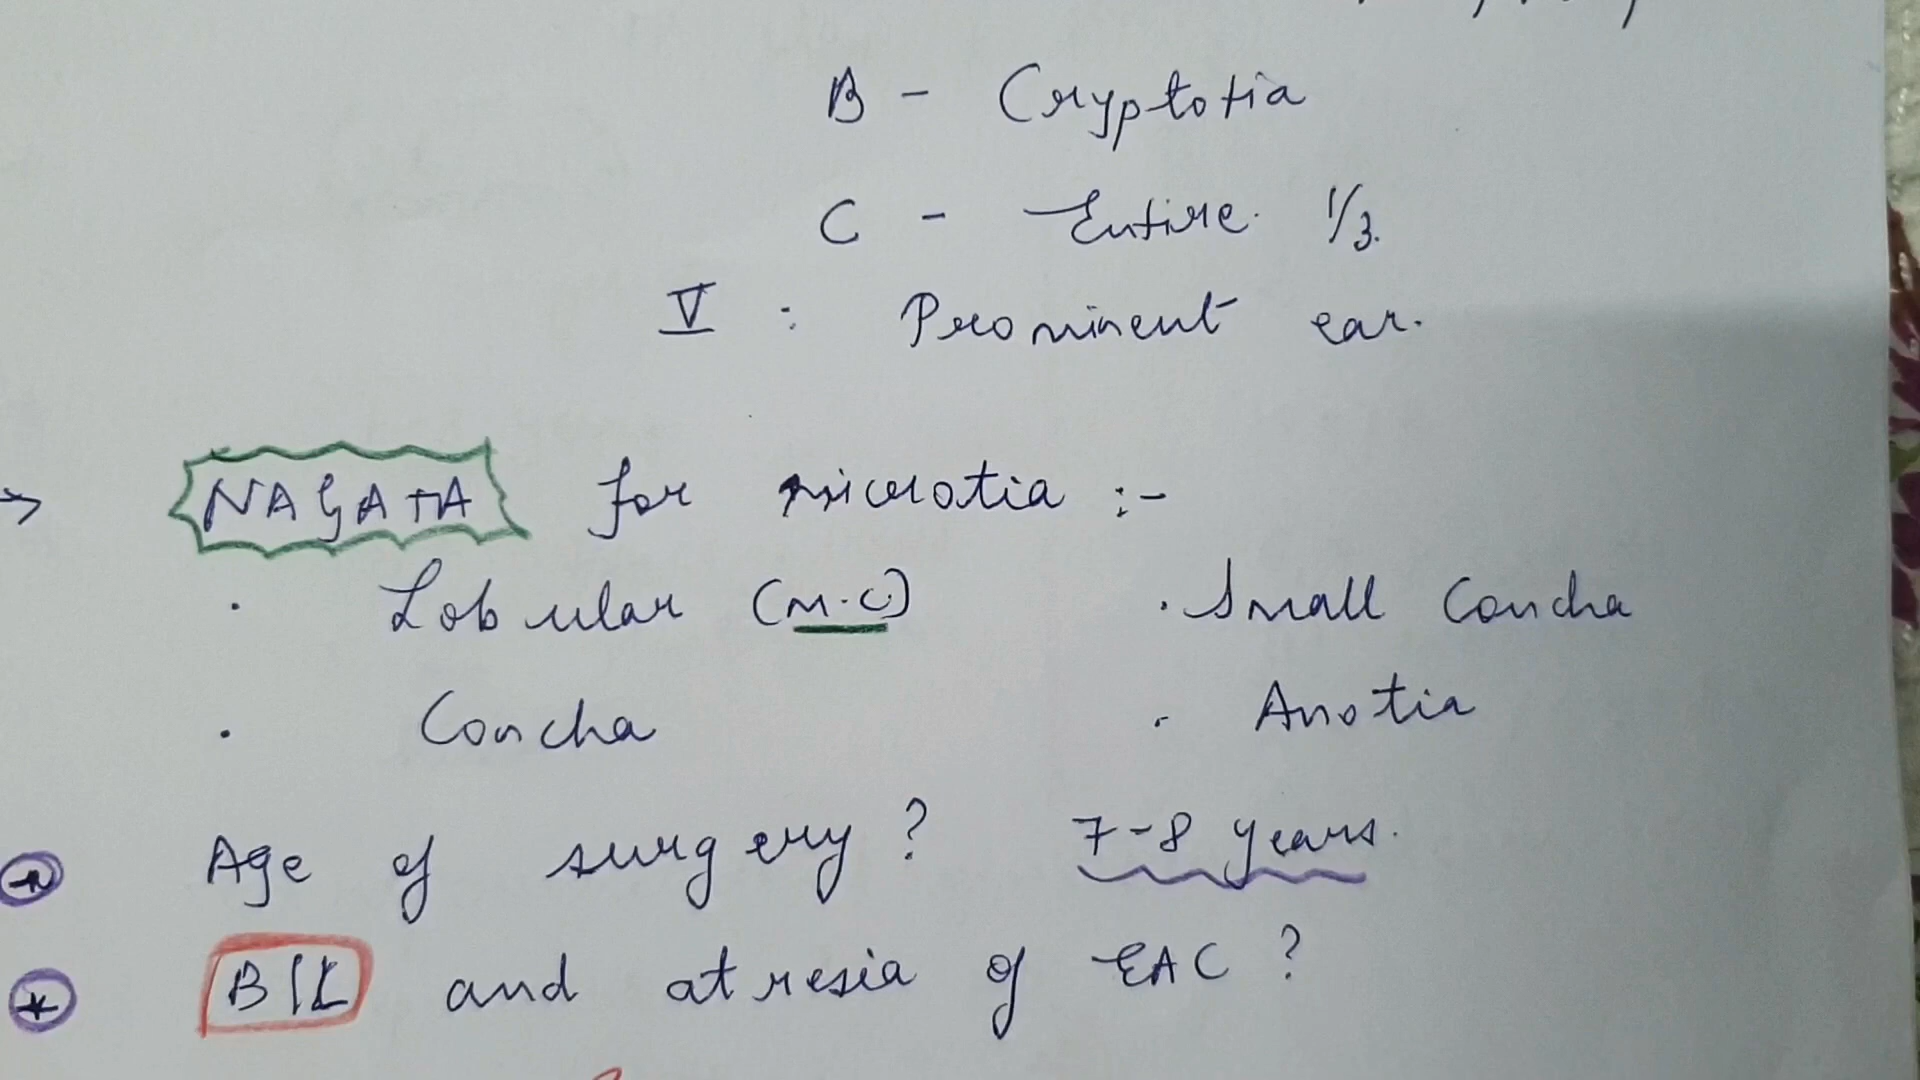 B - Cryptotia
C - Entire 1/3.
V : Prominent ear.
→ NAGATA for microtia :-
· Lobular (M.C) · Small Concha
· Concha · Anotia
Age of surgery? 7-8 years.
* B/L and atresia of EAC ?